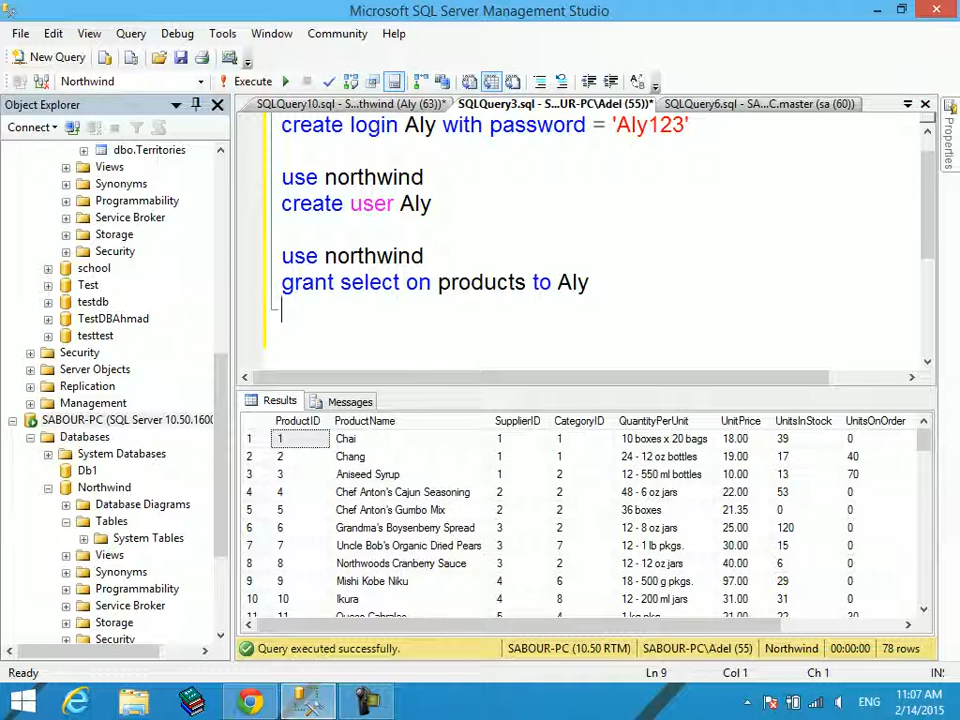 Microsoft SQL Server Management Studio
File Edit View Query Debug Tools Window Community Help
New Query
Northwind Execute
Object Explorer
SQLQuery10.sql - S...thwind (Aly (63))* SQLQuery3.sql - S...UR-PC\Adel (55))* SQLQuery6.sql - SA...C.master (sa (60))
Properties
Connect
dbo.Territories
Views
Synonyms
Programmability
Service Broker
Storage
Security
school
Test
testdb
TestDBAhmad
testtest
Security
Server Objects
Replication
Management
SABOUR-PC (SQL Server 10.50.1600
Databases
System Databases
Db1
Northwind
Database Diagrams
Tables
System Tables
Views
Synonyms
Programmability
Service Broker
Storage
Security
create login Aly with password = 'Aly123'
use northwind
create user Aly
use northwind
grant select on products to Aly
Results Messages
ProductID ProductName SupplierID CategoryID QuantityPerUnit UnitPrice UnitsInStock UnitsOnOrder
1 1 Chai 1 1 10 boxes x 20 bags 18.00 39 0
2 2 Chang 1 1 24 - 12 oz bottles 19.00 17 40
3 3 Aniseed Syrup 1 2 12 - 550 ml bottles 10.00 13 70
4 4 Chef Anton's Cajun Seasoning 2 2 48 - 6 oz jars 22.00 53 0
5 5 Chef Anton's Gumbo Mix 2 2 36 boxes 21.35 0 0
6 6 Grandma's Boysenberry Spread 3 2 12 - 8 oz jars 25.00 120 0
7 7 Uncle Bob's Organic Dried Pears 3 7 12 - 1 lb pkgs. 30.00 15 0
8 8 Northwoods Cranberry Sauce 3 2 12 - 12 oz jars 40.00 6 0
9 9 Mishi Kobe Niku 4 6 18 - 500 g pkgs. 97.00 29 0
10 10 Ikura 4 8 12 - 200 ml jars 31.00 31 0
11 11 Queso Cabrales 5 4 1 kg pkg. 21.00 22 30
Query executed successfully. SABOUR-PC (10.50 RTM) SABOUR-PC\Adel (55) Northwind 00:00:00 78 rows
Ready Ln 9 Col 1 Ch 1 INS
ENG
11:07 AM
2/14/2015